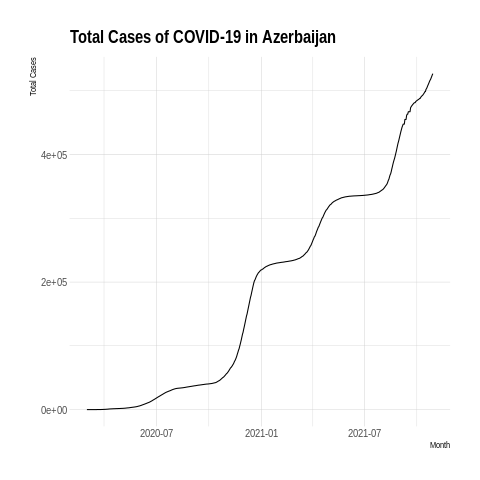 Total Cases of COVID-19 in Azerbaijan
Total Cases
4e+05
2e+05
0e+00
2020-07 2021-01 2021-07
Month